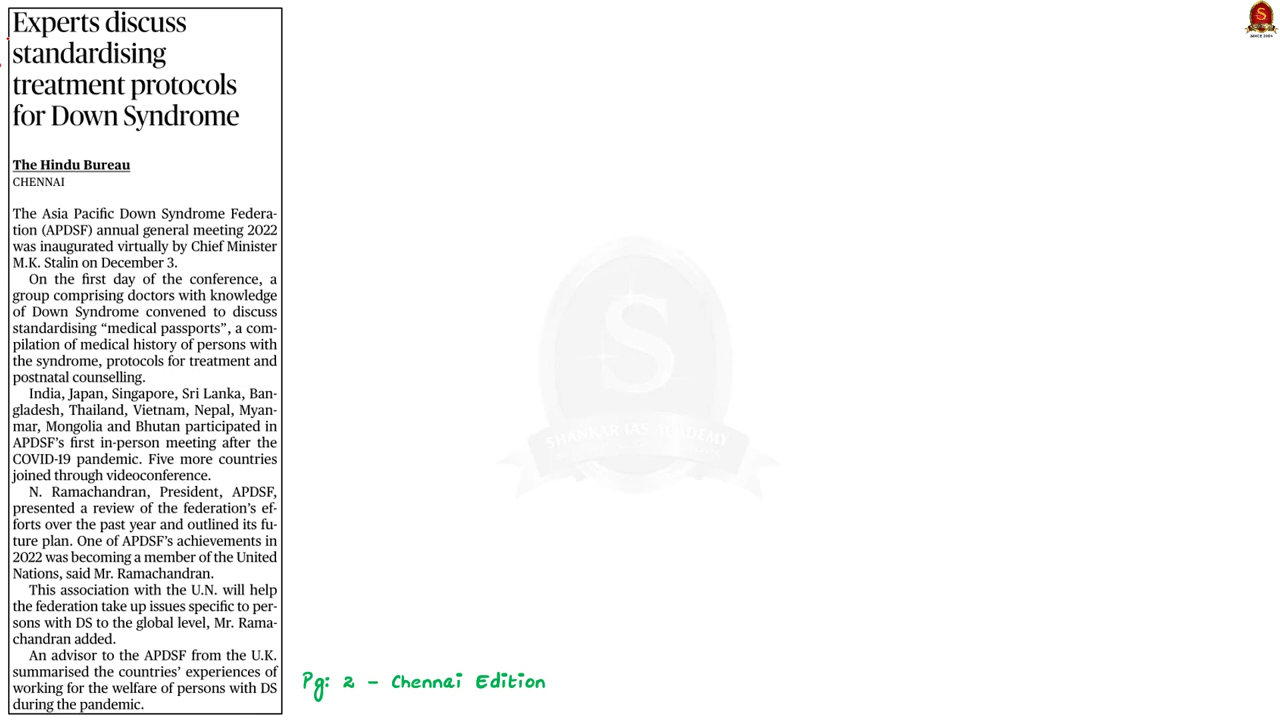 Experts discuss
standardising
treatment protocols
for Down Syndrome
The Hindu Bureau
CHENNAI
The Asia Pacific Down Syndrome Federa-
tion (APDSF) annual general meeting 2022
was inaugurated virtually by Chief Minister
M.K. Stalin on December 3.
On the first day of the conference, a
group comprising doctors with knowledge
of Down Syndrome convened to discuss
standardising “medical passports”, a com-
pilation of medical history of persons with
the syndrome, protocols for treatment and
postnatal counselling.
India, Japan, Singapore, Sri Lanka, Ban-
gladesh, Thailand, Vietnam, Nepal, Myan-
mar, Mongolia and Bhutan participated in
APDSF’s first in-person meeting after the
COVID-19 pandemic. Five more countries
joined through videoconference.
N. Ramachandran, President, APDSF,
presented a review of the federation’s ef-
forts over the past year and outlined its fu-
ture plan. One of APDSF’s achievements in
2022 was becoming a member of the United
Nations, said Mr. Ramachandran.
This association with the U.N. will help
the federation take up issues specific to per-
sons with DS to the global level, Mr. Rama-
chandran added.
An advisor to the APDSF from the U.K.
summarised the countries’ experiences of
working for the welfare of persons with DS
during the pandemic.
Pg: 2 - Chennai Edition
S
SHANKAR IAS ACADEMY
S
SINCE 2004